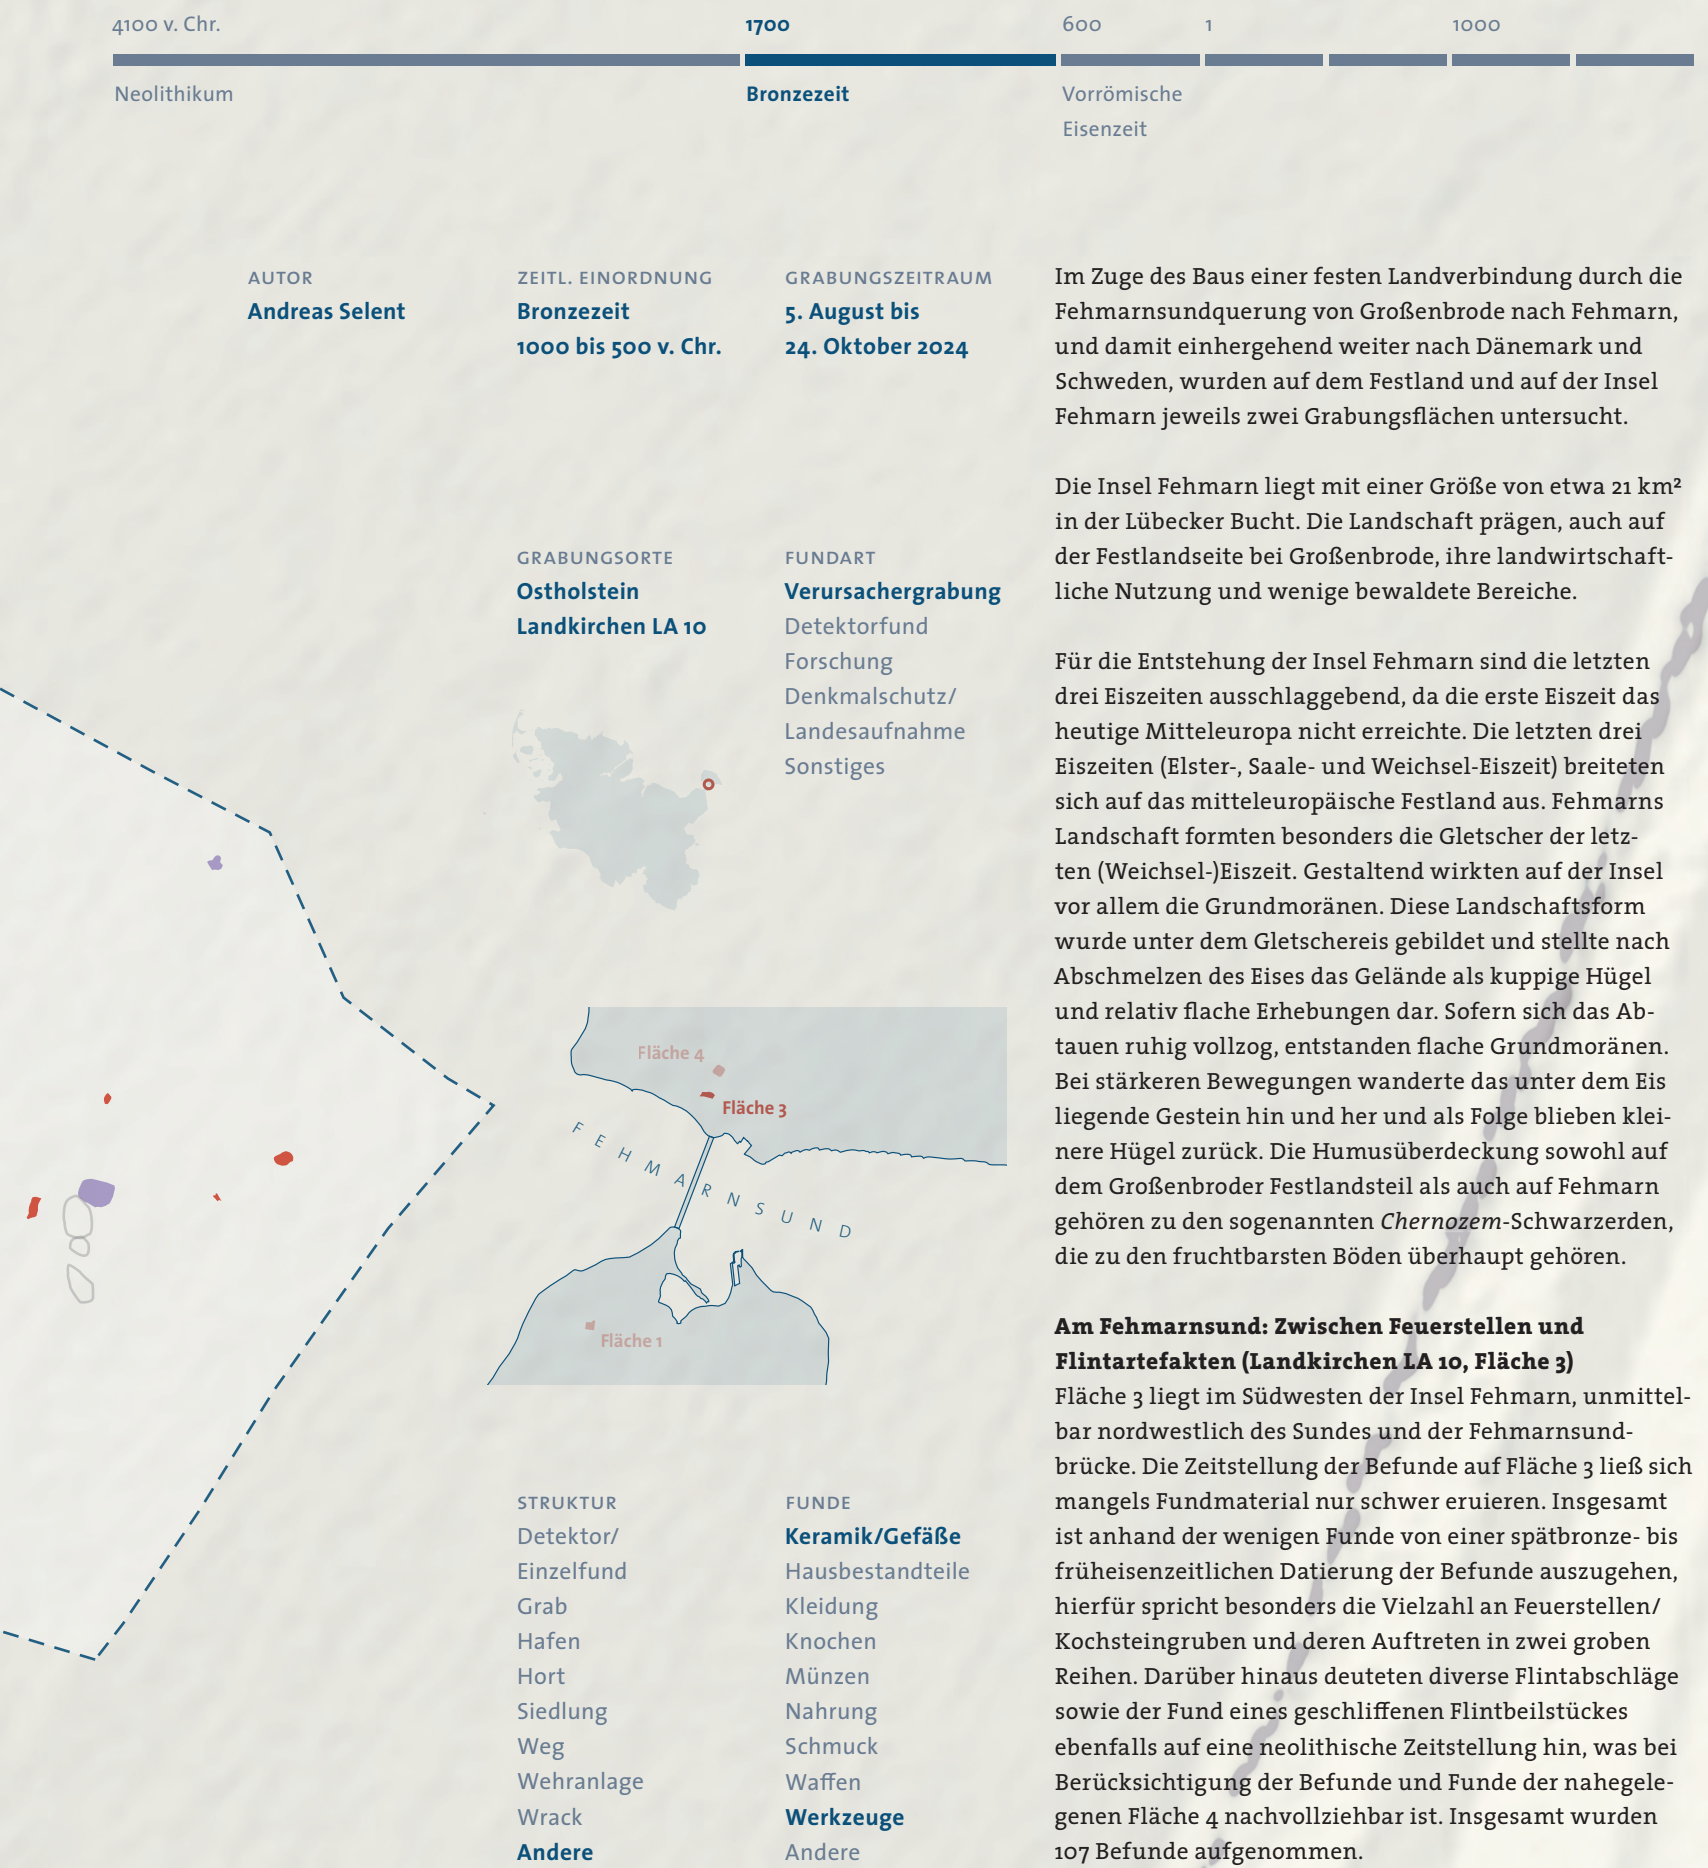 4100 v. Chr.
1700
600
1
1000
Neolithikum
Bronzezeit
Vorrömische
Eisenzeit
AUTOR
Andreas Selent
ZEITL. EINORDNUNG
Bronzezeit
1000 bis 500 v. Chr.
GRABUNGSZEITRAUM
5. August bis
24. Oktober 2024
GRABUNGSORTE
Ostholstein
Landkirchen LA 10
FUNDART
Verursachergrabung
Detektorfund
Forschung
Denkmalschutz/
Landesaufnahme
Sonstiges
Fläche 4
Fläche 3
FEHMARNSUND
Fläche 1
STRUKTUR
Detektor/
Einzelfund
Grab
Hafen
Hort
Siedlung
Weg
Wehranlage
Wrack
Andere
FUNDE
Keramik/Gefäße
Hausbestandteile
Kleidung
Knochen
Münzen
Nahrung
Schmuck
Waffen
Werkzeuge
Andere
Im Zuge des Baus einer festen Landverbindung durch die
Fehmarnsundquerung von Großenbrode nach Fehmarn,
und damit einhergehend weiter nach Dänemark und
Schweden, wurden auf dem Festland und auf der Insel
Fehmarn jeweils zwei Grabungsflächen untersucht.
Die Insel Fehmarn liegt mit einer Größe von etwa 21 km²
in der Lübecker Bucht. Die Landschaft prägen, auch auf
der Festlandseite bei Großenbrode, ihre landwirtschaft-
liche Nutzung und wenige bewaldete Bereiche.
Für die Entstehung der Insel Fehmarn sind die letzten
drei Eiszeiten ausschlaggebend, da die erste Eiszeit das
heutige Mitteleuropa nicht erreichte. Die letzten drei
Eiszeiten (Elster-, Saale- und Weichsel-Eiszeit) breiteten
sich auf das mitteleuropäische Festland aus. Fehmarns
Landschaft formten besonders die Gletscher der letz-
ten (Weichsel-)Eiszeit. Gestaltend wirkten auf der Insel
vor allem die Grundmoränen. Diese Landschaftsform
wurde unter dem Gletschereis gebildet und stellte nach
Abschmelzen des Eises das Gelände als kuppige Hügel
und relativ flache Erhebungen dar. Sofern sich das Ab-
tauen ruhig vollzog, entstanden flache Grundmoränen.
Bei stärkeren Bewegungen wanderte das unter dem Eis
liegende Gestein hin und her und als Folge blieben klei-
nere Hügel zurück. Die Humusüberdeckung sowohl auf
dem Großenbroder Festlandsteil als auch auf Fehmarn
gehören zu den sogenannten Chernozem-Schwarzerden,
die zu den fruchtbarsten Böden überhaupt gehören.
Am Fehmarnsund: Zwischen Feuerstellen und
Flintartefakten (Landkirchen LA 10, Fläche 3)
Fläche 3 liegt im Südwesten der Insel Fehmarn, unmittel-
bar nordwestlich des Sundes und der Fehmarnsund-
brücke. Die Zeitstellung der Befunde auf Fläche 3 ließ sich
mangels Fundmaterial nur schwer eruieren. Insgesamt
ist anhand der wenigen Funde von einer spätbronze- bis
früheisenzeitlichen Datierung der Befunde auszugehen,
hierfür spricht besonders die Vielzahl an Feuerstellen/
Kochsteingruben und deren Auftreten in zwei groben
Reihen. Darüber hinaus deuteten diverse Flintabschläge
sowie der Fund eines geschliffenen Flintbeilstückes
ebenfalls auf eine neolithische Zeitstellung hin, was bei
Berücksichtigung der Befunde und Funde der nahegele-
genen Fläche 4 nachvollziehbar ist. Insgesamt wurden
107 Befunde aufgenommen.